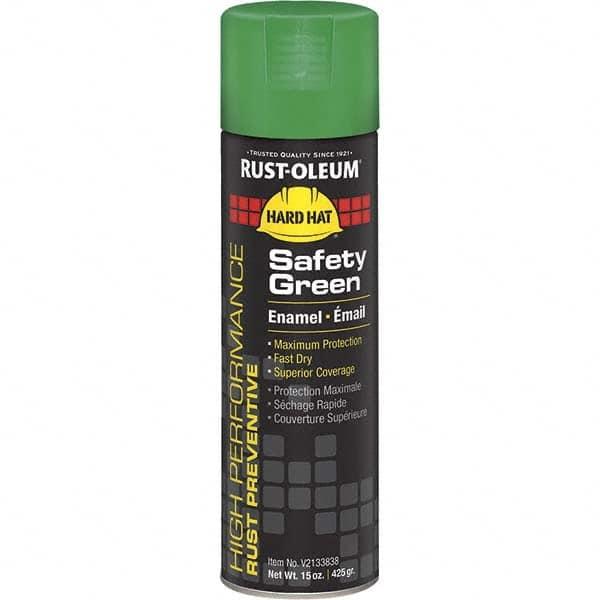 •TRUSTED QUALITY SINCE 1921•
RUST-OLEUM®
HARD HAT®
Safety
Green
Enamel • Émail
• Maximum Protection
• Fast Dry
• Superior Coverage
• Protection Maximale
• Séchage Rapide
• Couverture Supérieure
HIGH PERFORMANCE
RUST PREVENTIVE
Item No. V2133838
Net Wt. 15 oz. / 425 gr.